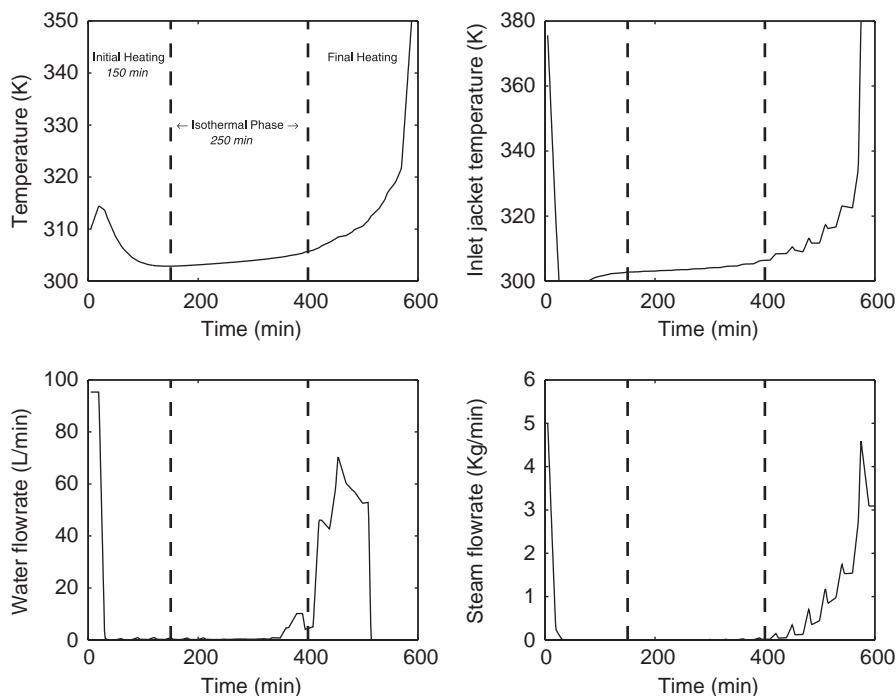 350
340
330
320
310
300
Temperature (K)
Initial Heating
150 min
← Isothermal Phase →
250 min
Final Heating
0 200 400 600
Time (min)
380
360
340
320
300
Inlet jacket temperature (K)
0 200 400 600
Time (min)
100
80
60
40
20
0
Water flowrate (L/min)
0 200 400 600
Time (min)
6
5
4
3
2
1
0
Steam flowrate (Kg/min)
0 200 400 600
Time (min)